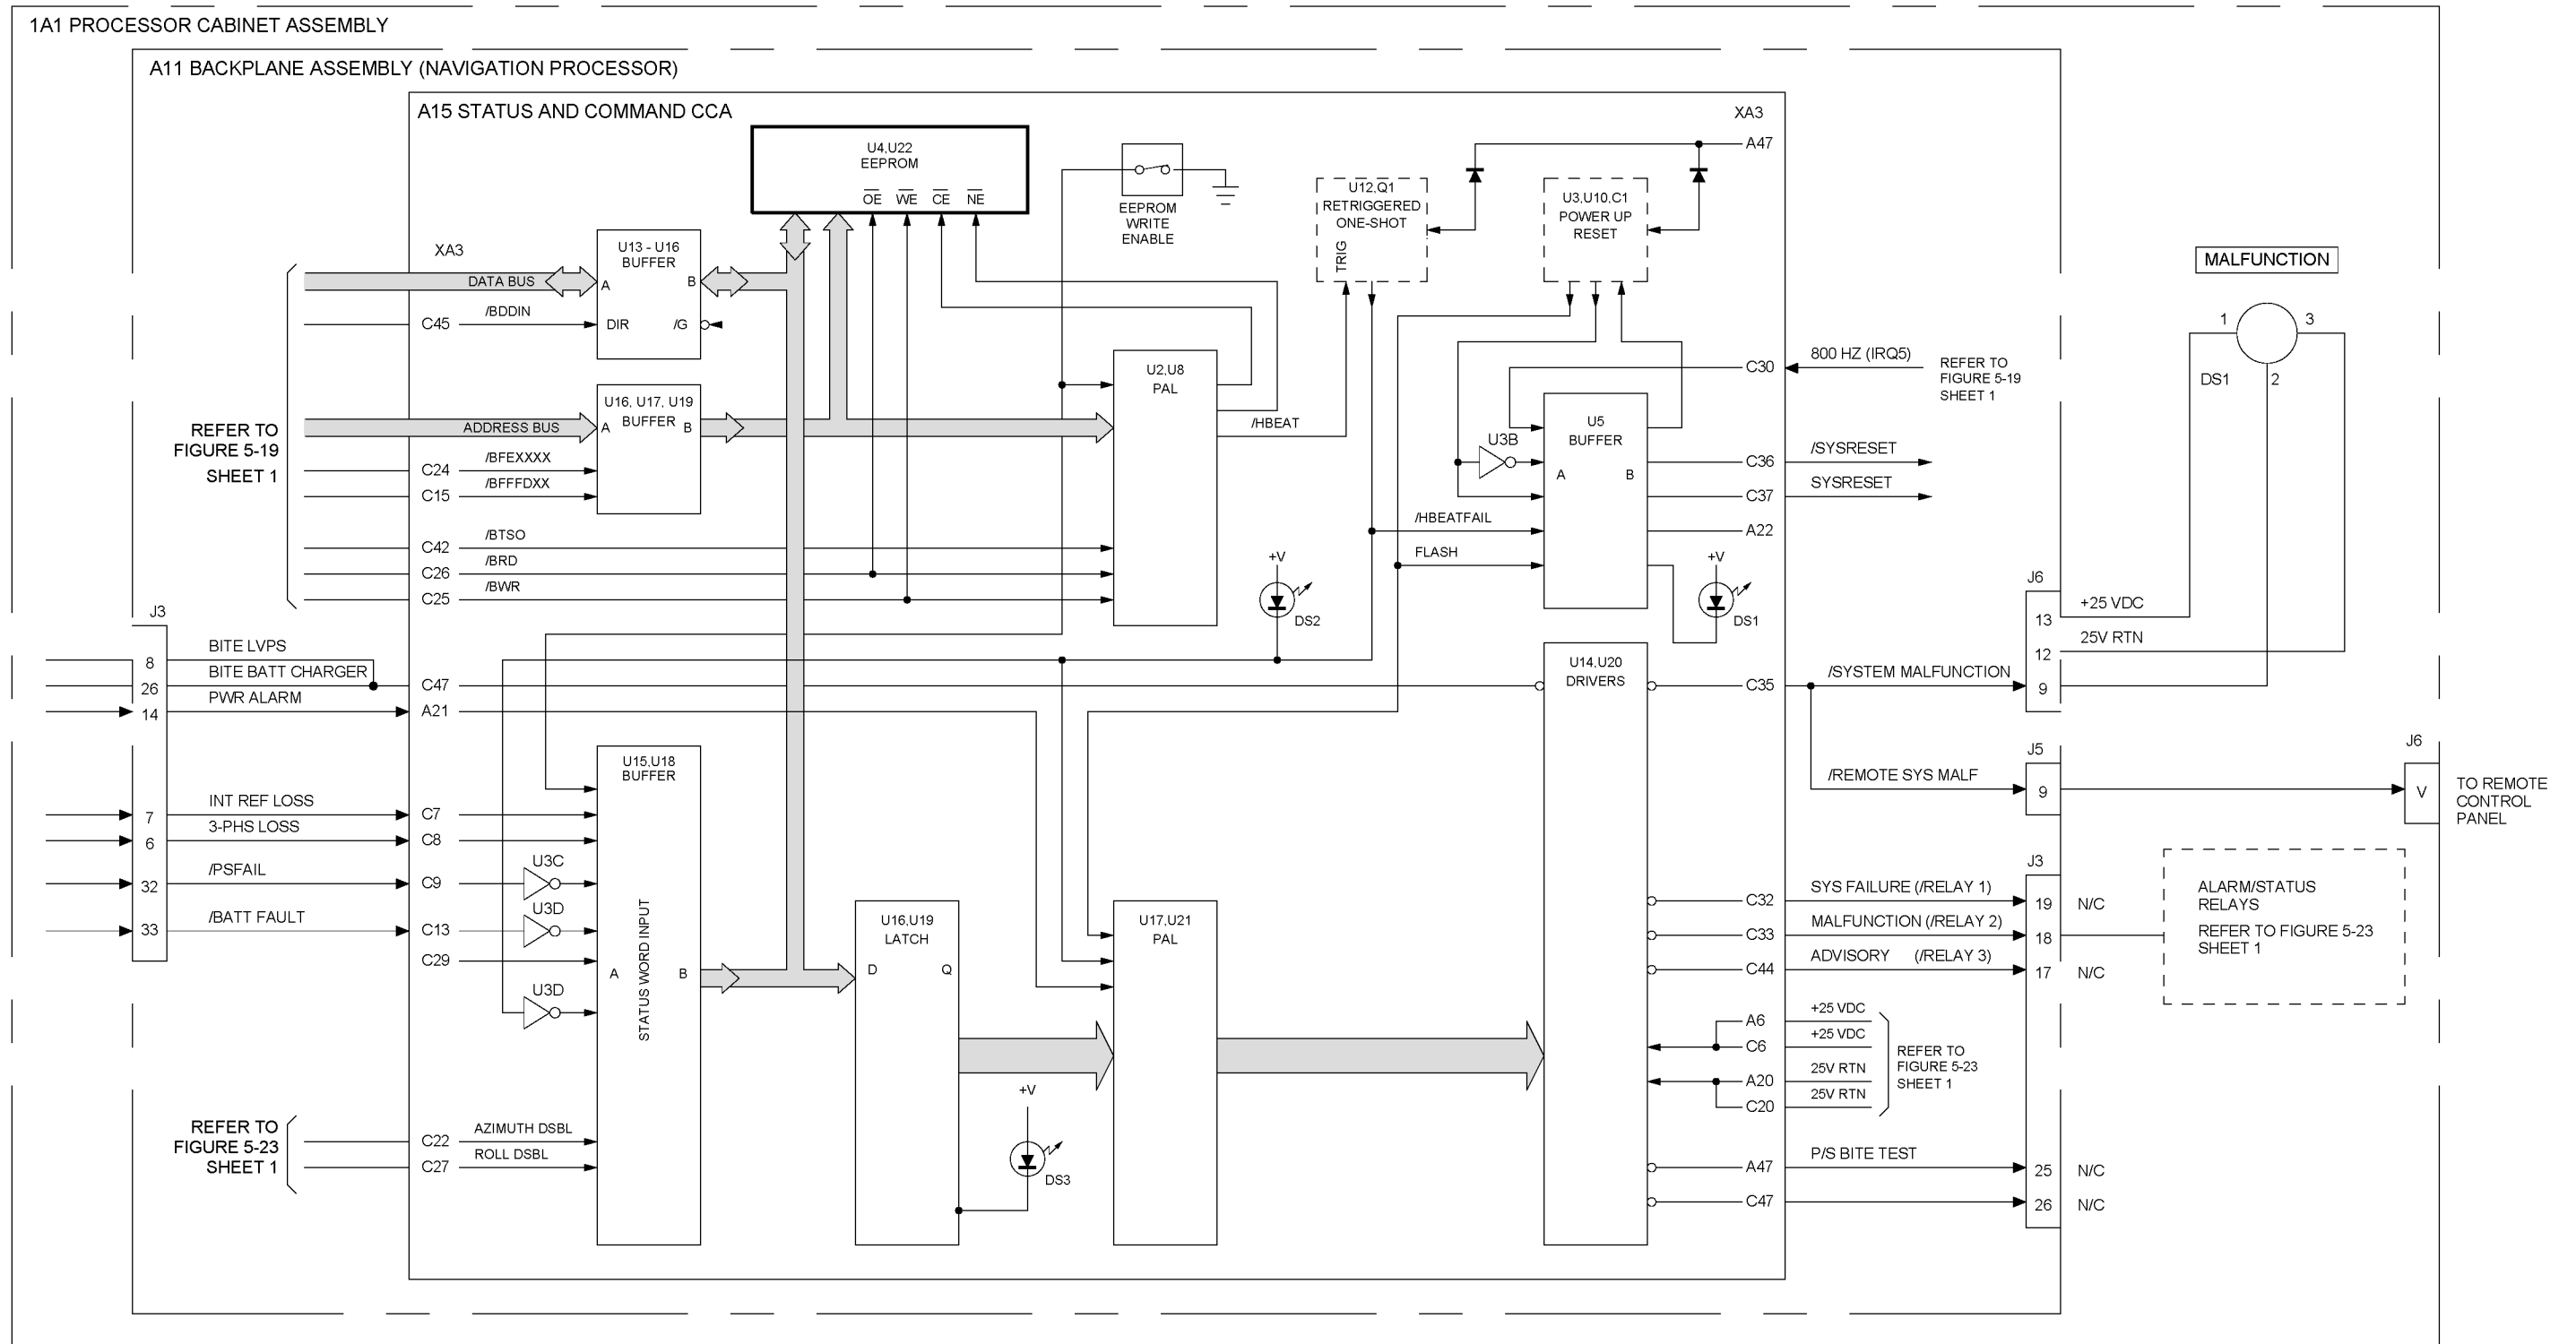 1A1 PROCESSOR CABINET ASSEMBLY
A11 BACKPLANE ASSEMBLY (NAVIGATION PROCESSOR)
A15 STATUS AND COMMAND CCA
XA3
A47
U4,U22
EEPROM
OE WE CE NE
EEPROM
WRITE
ENABLE
U12,Q1
RETRIGGERED
ONE-SHOT
TRIG
U3,U10,C1
POWER UP
RESET
XA3
DATA BUS
U13 - U16
BUFFER
A
B
C45
/BDDIN
DIR
/G
REFER TO
FIGURE 5-19
SHEET 1
ADDRESS BUS
U16, U17, U19
BUFFER
A
B
C24
/BFEXXXX
C15
/BFFFDXX
C42
/BTSO
C26
/BRD
C25
/BWR
U2,U8
PAL
/HBEAT
C30
800 HZ (IRQ5)
REFER TO
FIGURE 5-19
SHEET 1
U3B
U5
BUFFER
A
B
C36
/SYSRESET
C37
SYSRESET
A22
/HBEATFAIL
FLASH
+V
DS2
+V
DS1
MALFUNCTION
1
3
DS1
2
J6
13
+25 VDC
12
25V RTN
9
/SYSTEM MALFUNCTION
C35
J3
8
BITE LVPS
26
BITE BATT CHARGER
14
PWR ALARM
C47
A21
U14,U20
DRIVERS
7
INT REF LOSS
C7
6
3-PHS LOSS
C8
32
/PSFAIL
C9
U3C
33
/BATT FAULT
C13
U3D
C29
U3D
U15,U18
BUFFER
STATUS WORD INPUT
A
B
U16,U19
LATCH
D
Q
U17,U21
PAL
J5
/REMOTE SYS MALF
9
J6
V
TO REMOTE
CONTROL
PANEL
J3
C32
SYS FAILURE (/RELAY 1)
19
N/C
C33
MALFUNCTION (/RELAY 2)
18
C44
ADVISORY (/RELAY 3)
17
N/C
ALARM/STATUS
RELAYS
REFER TO FIGURE 5-23
SHEET 1
A6
+25 VDC
C6
+25 VDC
A20
25V RTN
C20
25V RTN
REFER TO
FIGURE 5-23
SHEET 1
REFER TO
FIGURE 5-23
SHEET 1
C22
AZIMUTH DSBL
C27
ROLL DSBL
+V
DS3
A47
P/S BITE TEST
25
N/C
C47
26
N/C